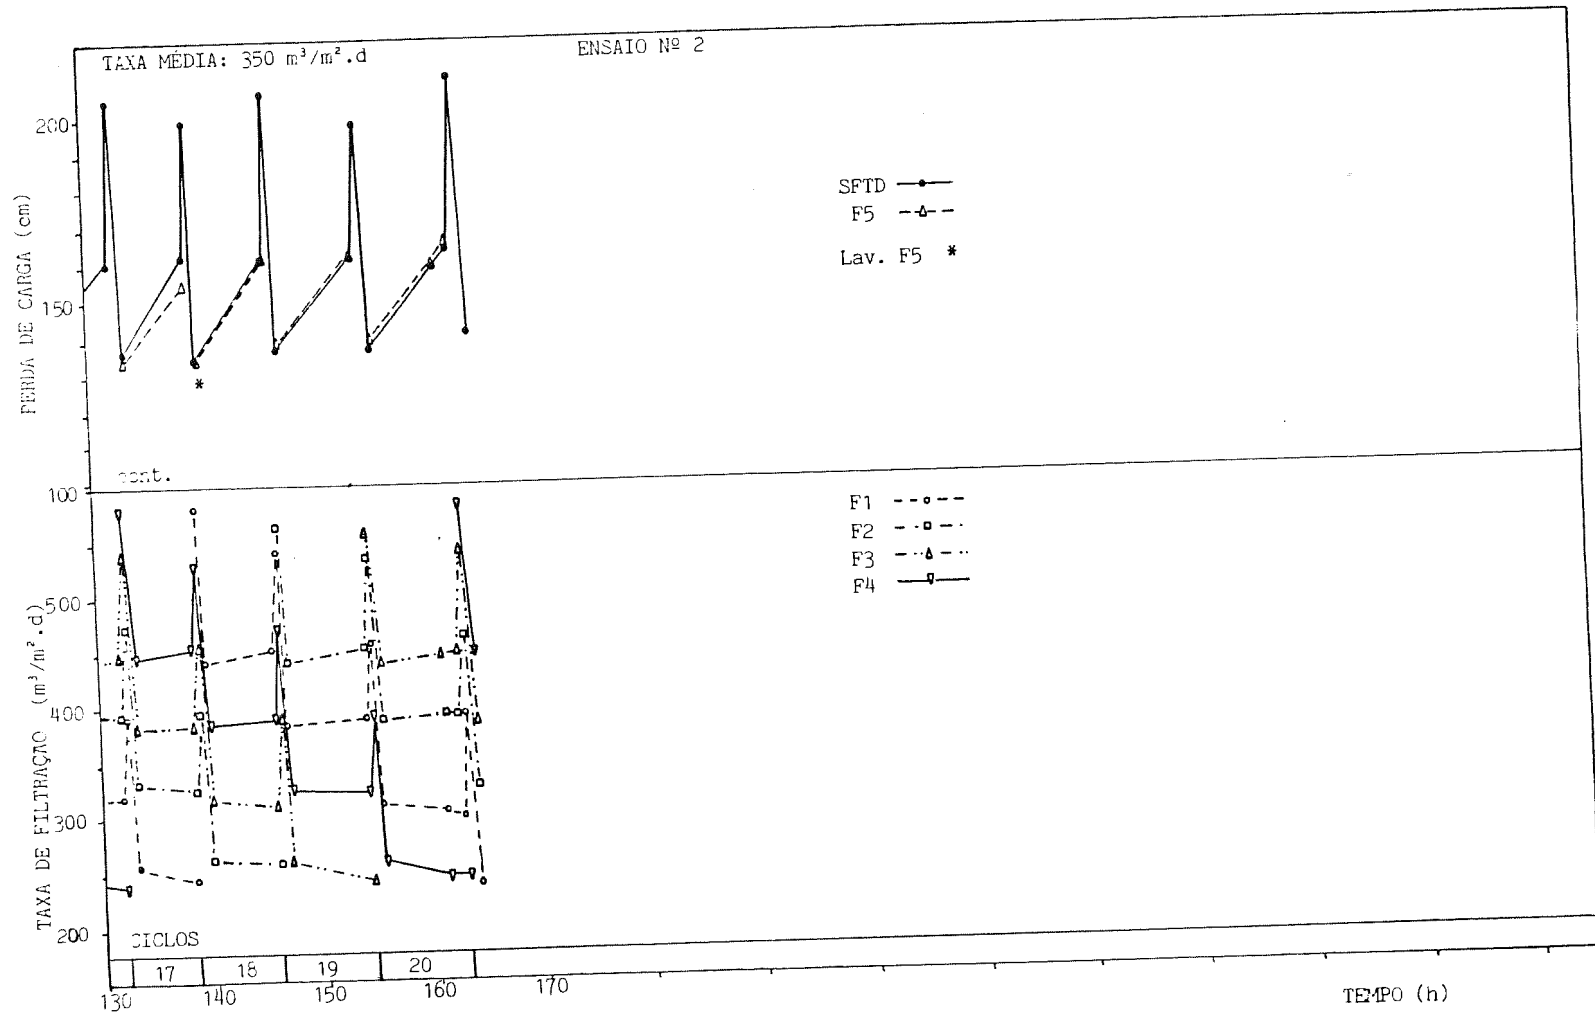 TAXA MÉDIA: 350 m³/m².d
ENSAIO Nº 2
PERDA DE CARGA (cm)
200
150
100
SFTD
F5
Lav. F5 *
*
cont.
TAXA DE FILTRAÇAO (m³/m².d)
500
400
300
200
F1
F2
F3
F4
CICLOS
17 18 19 20
130 140 150 160 170
TEMPO (h)